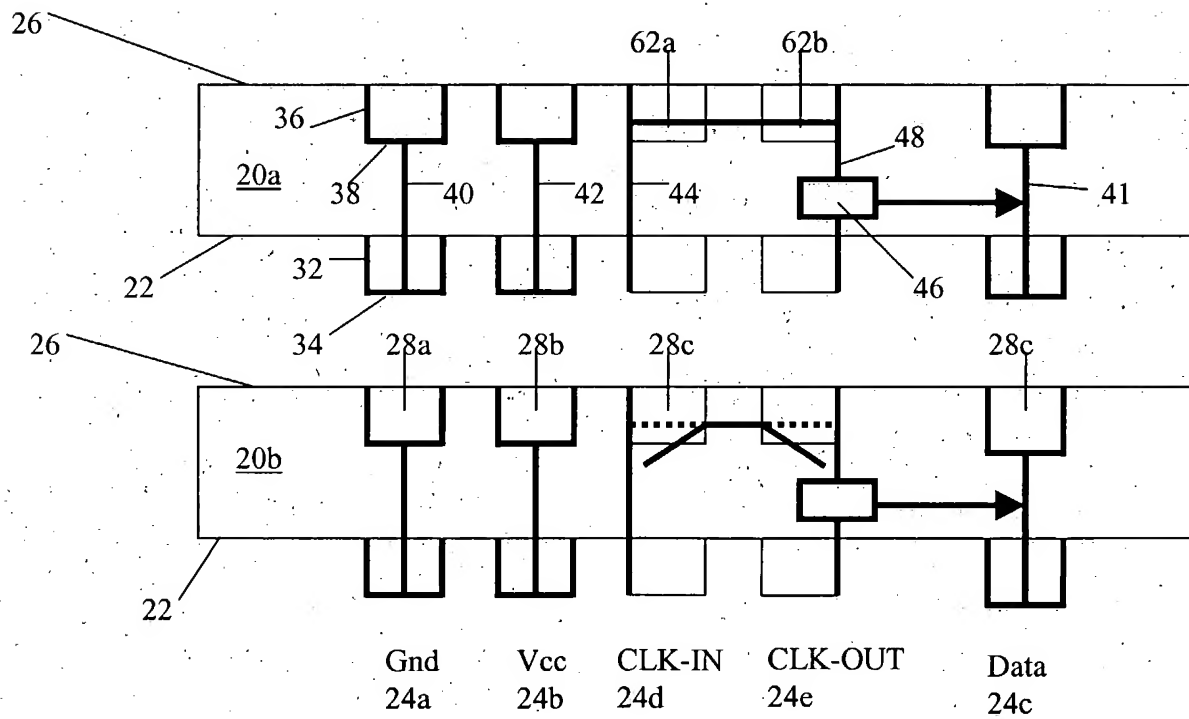 26 62a 62b
36 48
20a 38 40 42 44 41
32
22 46
34 28a 28b 28c 28c
26
20b
22
Gnd Vcc CLK-IN CLK-OUT Data
24a 24b 24d 24e 24c